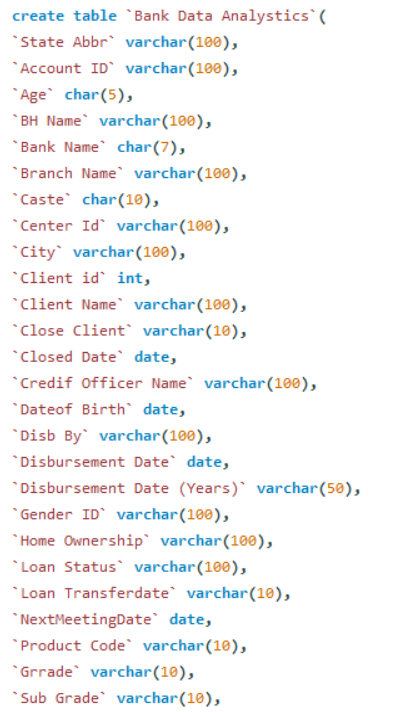 create table `Bank Data Analystics`(
`State Abbr` varchar(100),
`Account ID` varchar(100),
`Age` char(5),
`BH Name` varchar(100),
`Bank Name` char(7),
`Branch Name` varchar(100),
`Caste` char(10),
`Center Id` varchar(100),
`City` varchar(100),
`Client id` int,
`Client Name` varchar(100),
`Close Client` varchar(10),
`Closed Date` date,
`Credif Officer Name` varchar(100),
`Dateof Birth` date,
`Disb By` varchar(100),
`Disbursement Date` date,
`Disbursement Date (Years)` varchar(50),
`Gender ID` varchar(100),
`Home Ownership` varchar(100),
`Loan Status` varchar(100),
`Loan Transferdate` varchar(10),
`NextMeetingDate` date,
`Product Code` varchar(10),
`Grrade` varchar(10),
`Sub Grade` varchar(10),